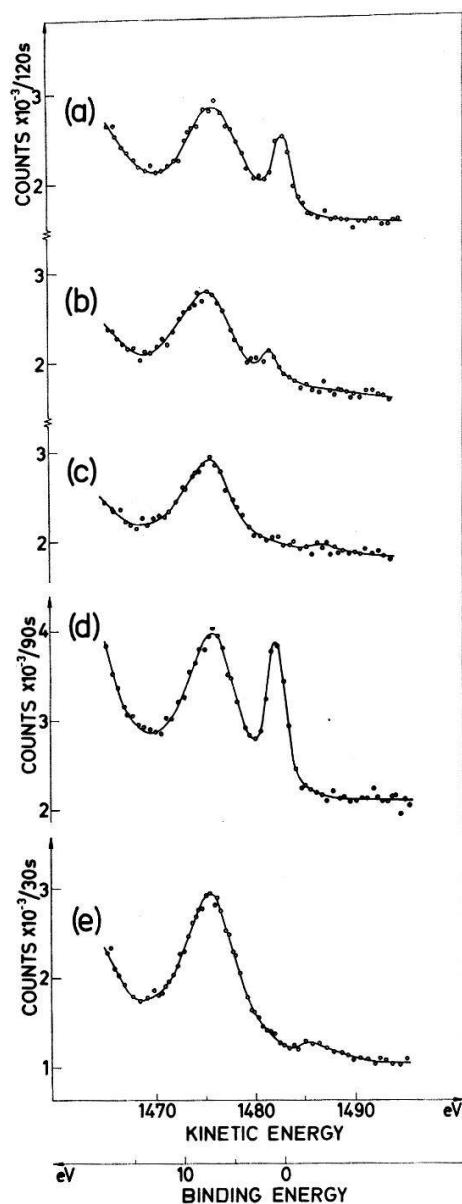 COUNTS x10⁻³/120s
(a)
3
2
(b)
3
2
(c)
3
2
COUNTS x10⁻³/90s
(d)
4
3
2
COUNTS x10⁻³/30s
(e)
3
2
1
1470 1480 1490 eV
KINETIC ENERGY
eV 10 0
BINDING ENERGY